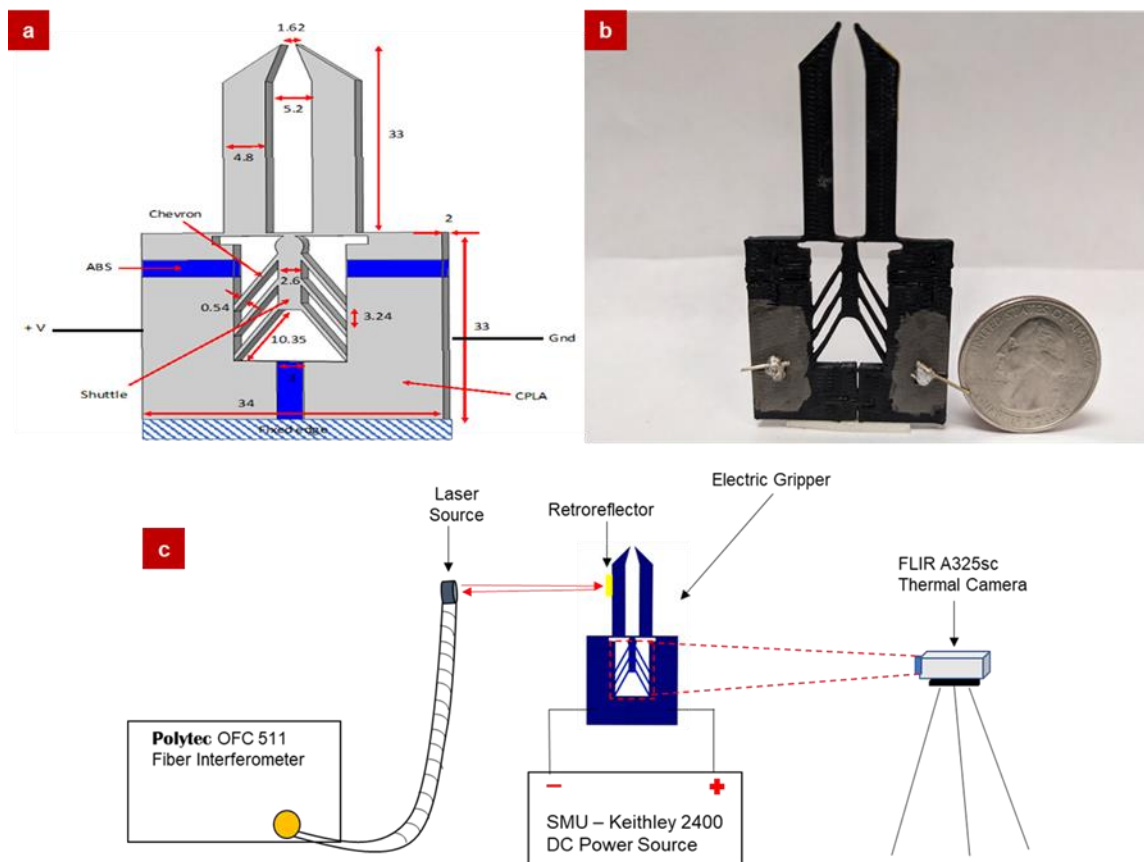 a
1.62
5.2
33
4.8
Chevron
2
ABS
2.6
0.54
3.24
+ V
33
Gnd
10.35
Shuttle
CPLA
34
Fixed edge
b
c
Laser
Source
Retroreflector
Electric Gripper
FLIR A325sc
Thermal Camera
Polytec OFC 511
Fiber Interferometer
SMU – Keithley 2400
DC Power Source